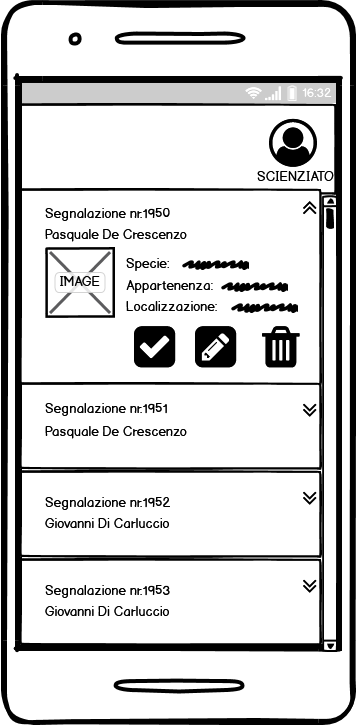 16:32
SCIENZIATO
Segnalazione nr.1950
Pasquale De Crescenzo
IMAGE
Specie:
Appartenenza:
Localizzazione:
Segnalazione nr.1951
Pasquale De Crescenzo
Segnalazione nr.1952
Giovanni Di Carluccio
Segnalazione nr.1953
Giovanni Di Carluccio